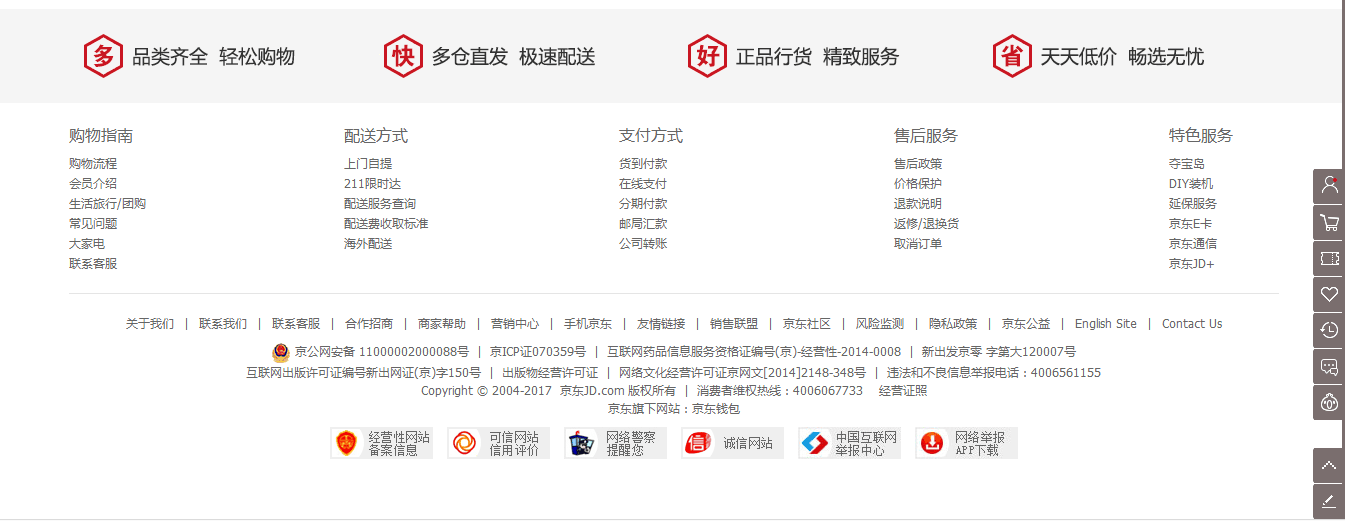 多 品类齐全 轻松购物
快 多仓直发 极速配送
好 正品行货 精致服务
省 天天低价 畅选无忧
购物指南
购物流程
会员介绍
生活旅行/团购
常见问题
大家电
联系客服
配送方式
上门自提
211限时达
配送服务查询
配送费收取标准
海外配送
支付方式
货到付款
在线支付
分期付款
邮局汇款
公司转账
售后服务
售后政策
价格保护
退款说明
返修/退换货
取消订单
特色服务
夺宝岛
DIY装机
延保服务
京东E卡
京东通信
京东JD+
关于我们 | 联系我们 | 联系客服 | 合作招商 | 商家帮助 | 营销中心 | 手机京东 | 友情链接 | 销售联盟 | 京东社区 | 风险监测 | 隐私政策 | 京东公益 | English Site | Contact Us
京公网安备 11000002000088号 | 京ICP证070359号 | 互联网药品信息服务资格证编号(京)-经营性-2014-0008 | 新出发京零 字第大120007号
互联网出版许可证编号新出网证(京)字150号 | 出版物经营许可证 | 网络文化经营许可证京网文[2014]2148-348号 | 违法和不良信息举报电话：4006561155
Copyright © 2004-2017 京东JD.com 版权所有 | 消费者维权热线：4006067733 经营证照
京东旗下网站：京东钱包
经营性网站
备案信息
可信网站
信用评价
网络警察
提醒您
诚信网站
中国互联网
举报中心
网络举报
APP下载